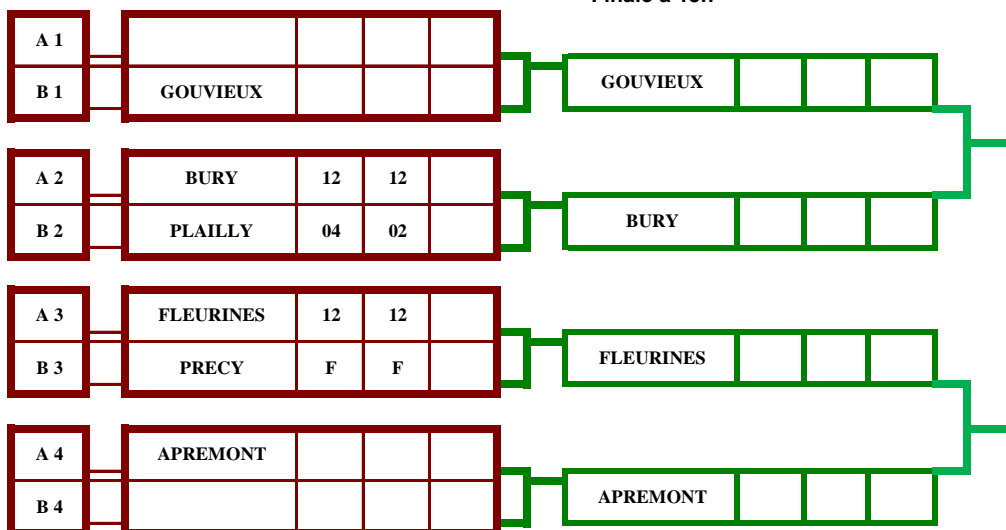 A 1
B 1 GOUVIEUX
GOUVIEUX
A 2 BURY 12 12
B 2 PLAILLY 04 02
BURY
A 3 FLEURINES 12 12
B 3 PRECY F F
FLEURINES
A 4 APREMONT
B 4
APREMONT